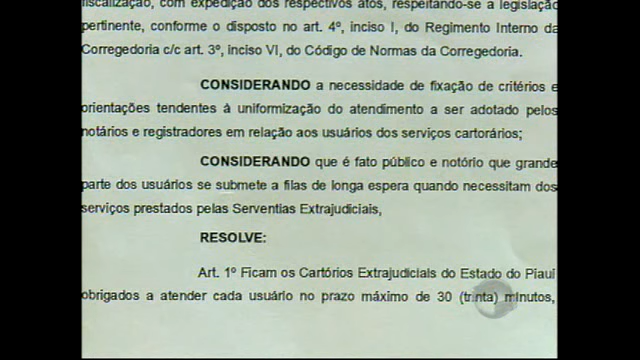 fiscalização, com expedição dos respectivos atos, respeitando-se a legislação
pertinente, conforme o disposto no art. 4º, inciso I, do Regimento Interno da
Corregedoria c/c art. 3º, inciso VI, do Código de Normas da Corregedoria.
CONSIDERANDO a necessidade de fixação de critérios e
orientações tendentes à uniformização do atendimento a ser adotado pelos
notários e registradores em relação aos usuários dos serviços cartorários;
CONSIDERANDO que é fato público e notório que grande
parte dos usuários se submete a filas de longa espera quando necessitam dos
serviços prestados pelas Serventias Extrajudiciais,
RESOLVE:
Art. 1º Ficam os Cartórios Extrajudiciais do Estado do Piauí
obrigados a atender cada usuário no prazo máximo de 30 (trinta) minutos,